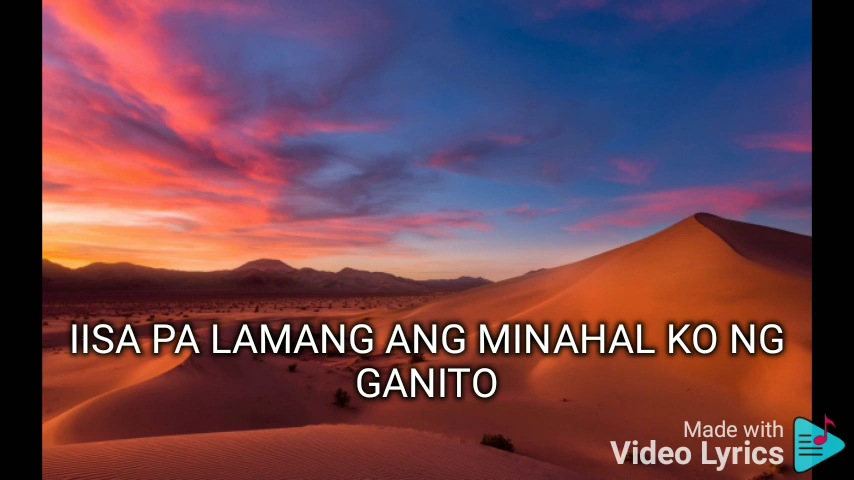 IISA PA LAMANG ANG MINAHAL KO NG
GANITO
Made with
Video Lyrics